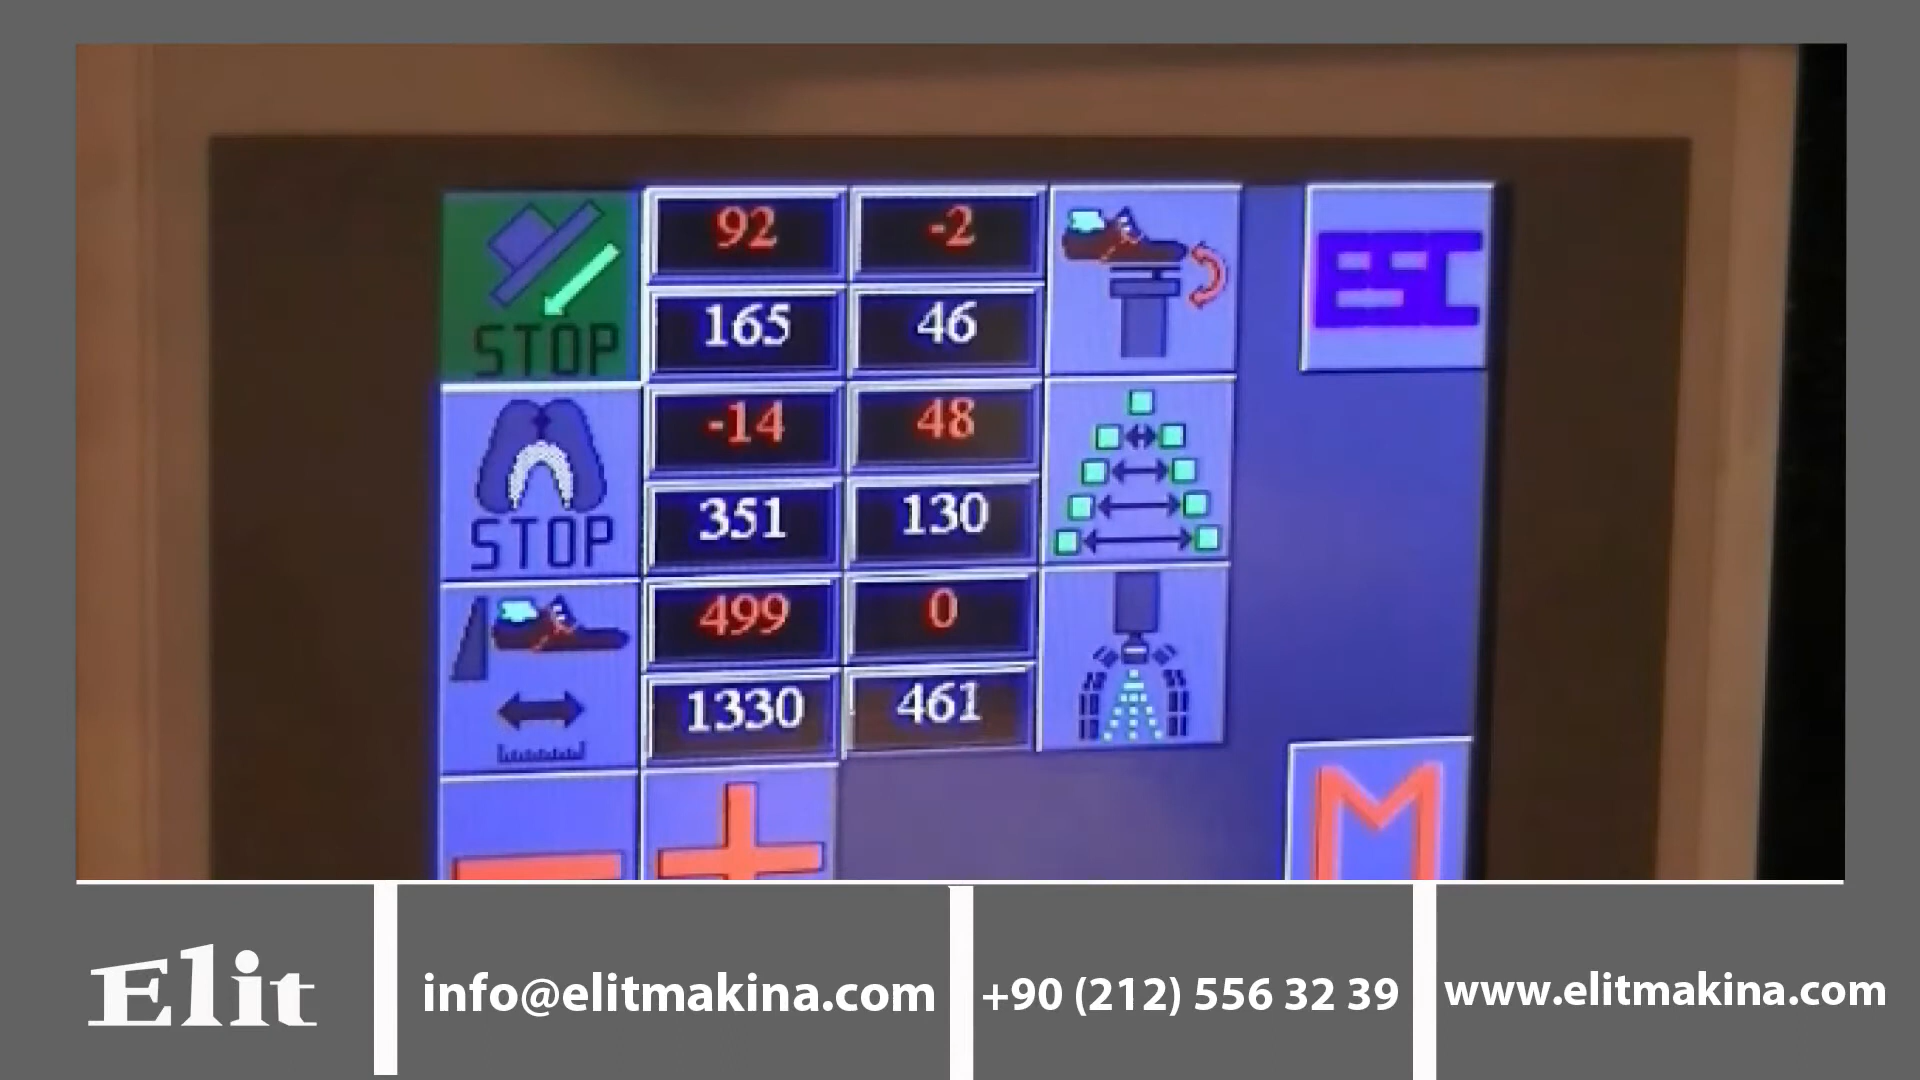 92 -2
STOP
165 46
ESC
-14 48
STOP
351 130
499 0
1330 461
M
Elit
info@elitmakina.com
+90 (212) 556 32 39
www.elitmakina.com